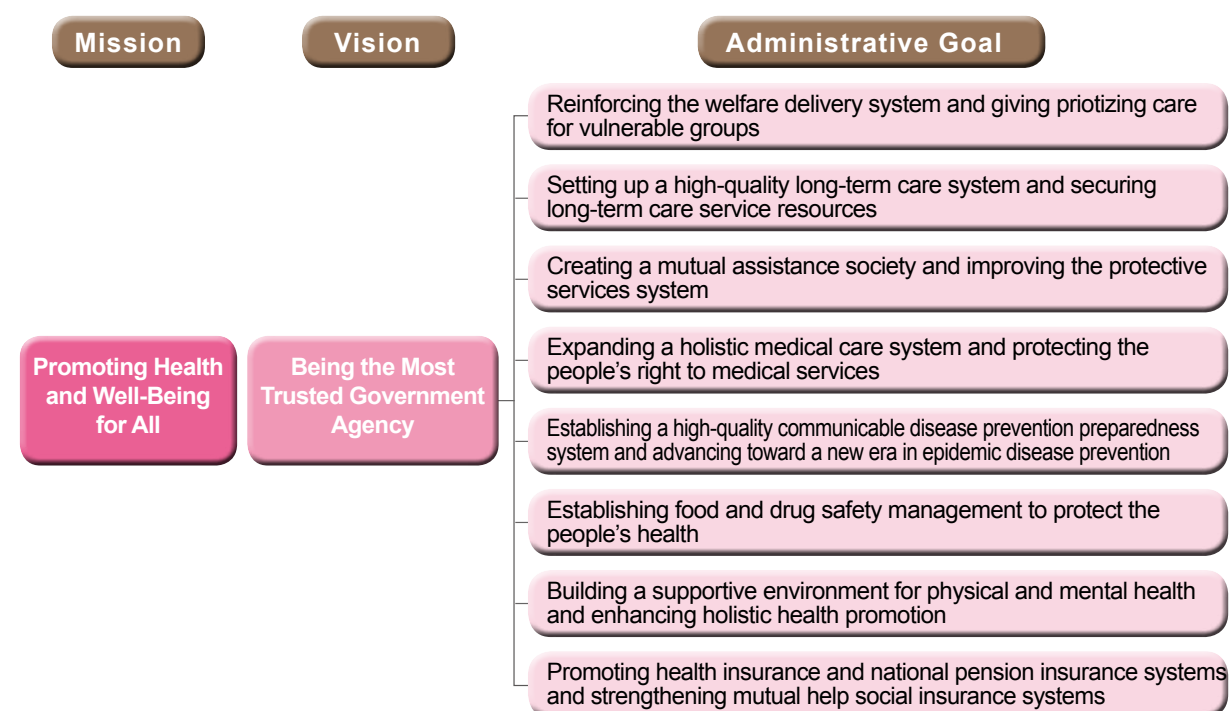 Mission
Vision
Administrative Goal
Promoting Health
and Well-Being
for All
Being the Most
Trusted Government
Agency
Reinforcing the welfare delivery system and giving priotizing care
for vulnerable groups
Setting up a high-quality long-term care system and securing
long-term care service resources
Creating a mutual assistance society and improving the protective
services system
Expanding a holistic medical care system and protecting the
people’s right to medical services
Establishing a high-quality communicable disease prevention preparedness
system and advancing toward a new era in epidemic disease prevention
Establishing food and drug safety management to protect the
people’s health
Building a supportive environment for physical and mental health
and enhancing holistic health promotion
Promoting health insurance and national pension insurance systems
and strengthening mutual help social insurance systems